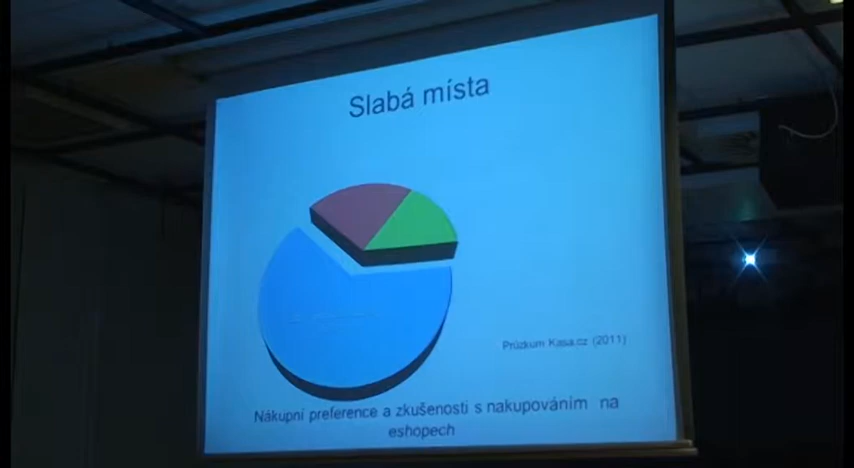 Slabá místa
Průzkum Kasa.cz (2011)
Nákupní preference a zkušenosti s nakupováním na
eshopech